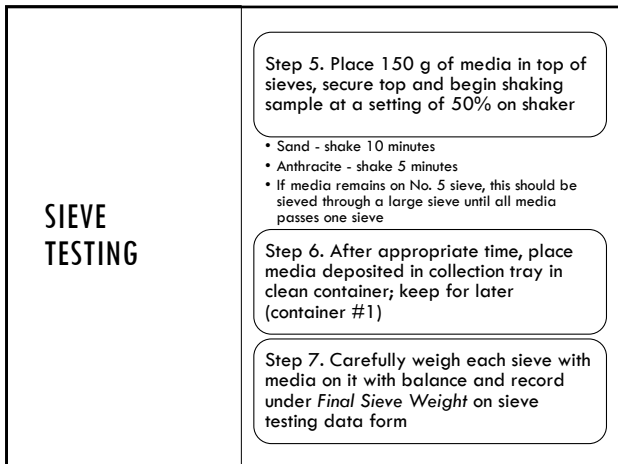 SIEVE
TESTING
Step 5. Place 150 g of media in top of
sieves, secure top and begin shaking
sample at a setting of 50% on shaker
• Sand - shake 10 minutes
• Anthracite - shake 5 minutes
• If media remains on No. 5 sieve, this should be
sieved through a large sieve until all media
passes one sieve
Step 6. After appropriate time, place
media deposited in collection tray in
clean container; keep for later
(container #1)
Step 7. Carefully weigh each sieve with
media on it with balance and record
under Final Sieve Weight on sieve
testing data form